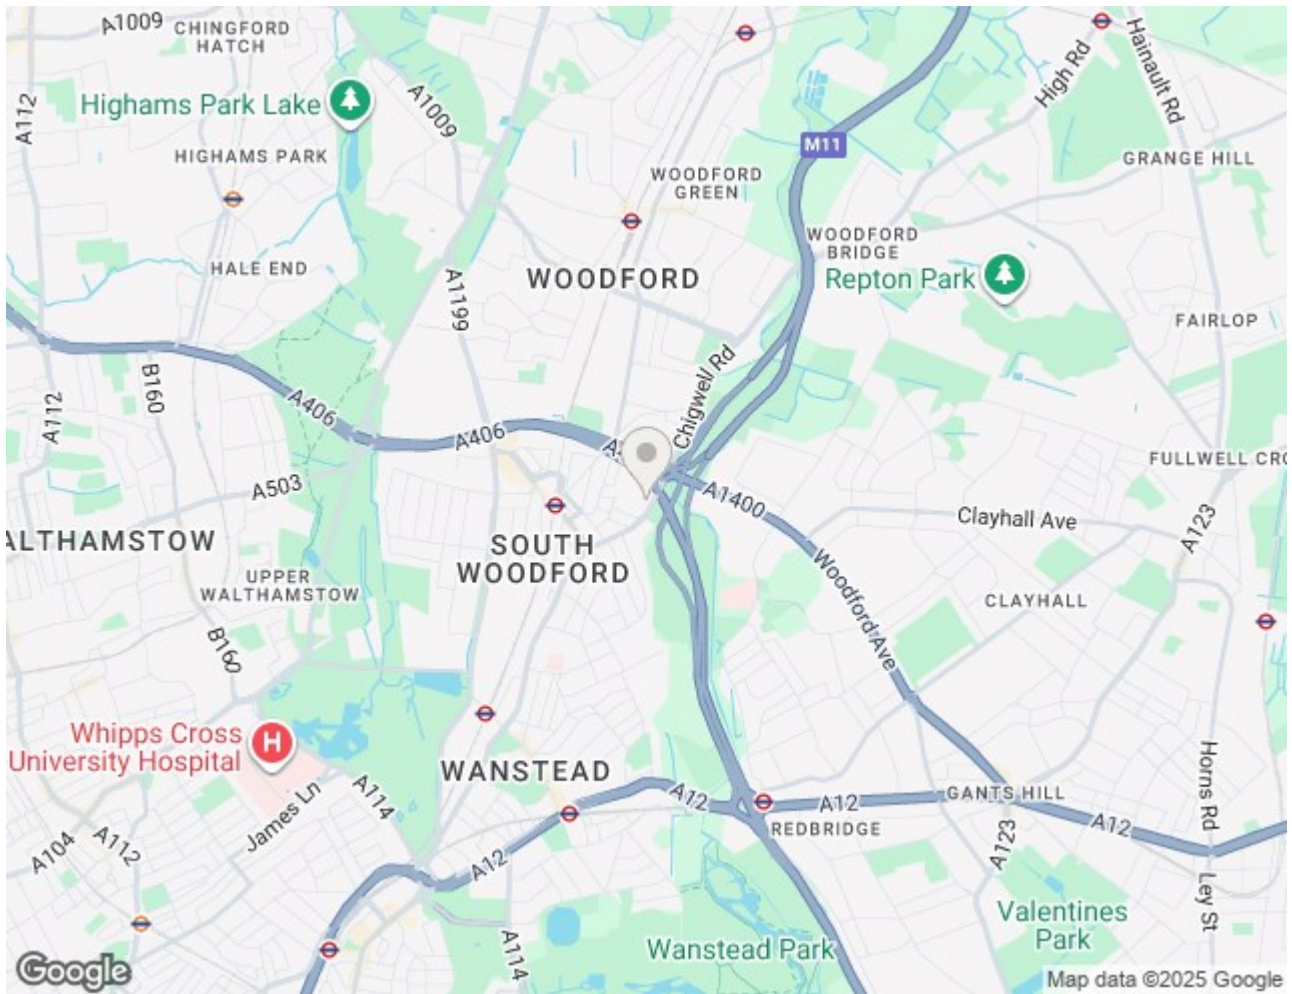 A1009
CHINGFORD
HATCH
Highams Park Lake
A1009
High Rd
Hainault Rd
A112
M11
HIGHAMS PARK
WOODFORD
GREEN
GRANGE HILL
WOODFORD
BRIDGE
HALE END
WOODFORD
Repton Park
A1199
FAIRLOP
B160
Chigwell Rd
A112
A406
A406
FULLWELL CRO
A503
A1400
Clayhall Ave
A123
ALTHAMSTOW
SOUTH
WOODFORD
UPPER
WALTHAMSTOW
Woodford Ave
CLAYHALL
B160
Whipps Cross
University Hospital
H
WANSTEAD
Horns Rd
James Ln
A114
A12
A12
GANTS HILL
REDBRIDGE
A12
A104
A112
A12
A123
Ley St
Valentines
Park
A114
Wanstead Park
Google
Map data ©2025 Google